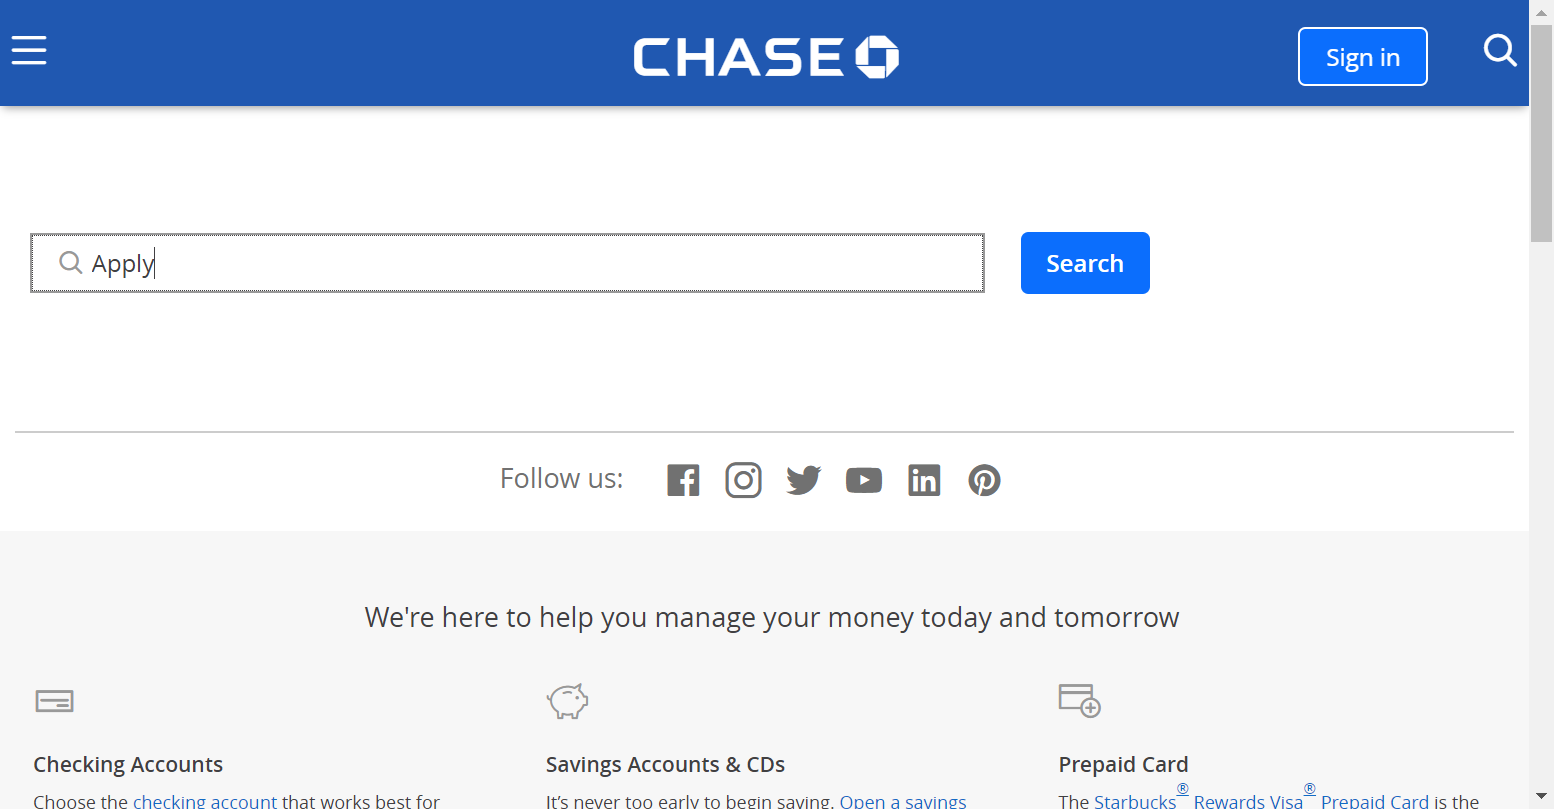 CHASE
Sign in
Apply
Search
Follow us:
We're here to help you manage your money today and tomorrow
Checking Accounts
Choose the checking account that works best for
Savings Accounts & CDs
It’s never too early to begin saving. Open a savings
Prepaid Card
The Starbucks® Rewards Visa® Prepaid Card is the